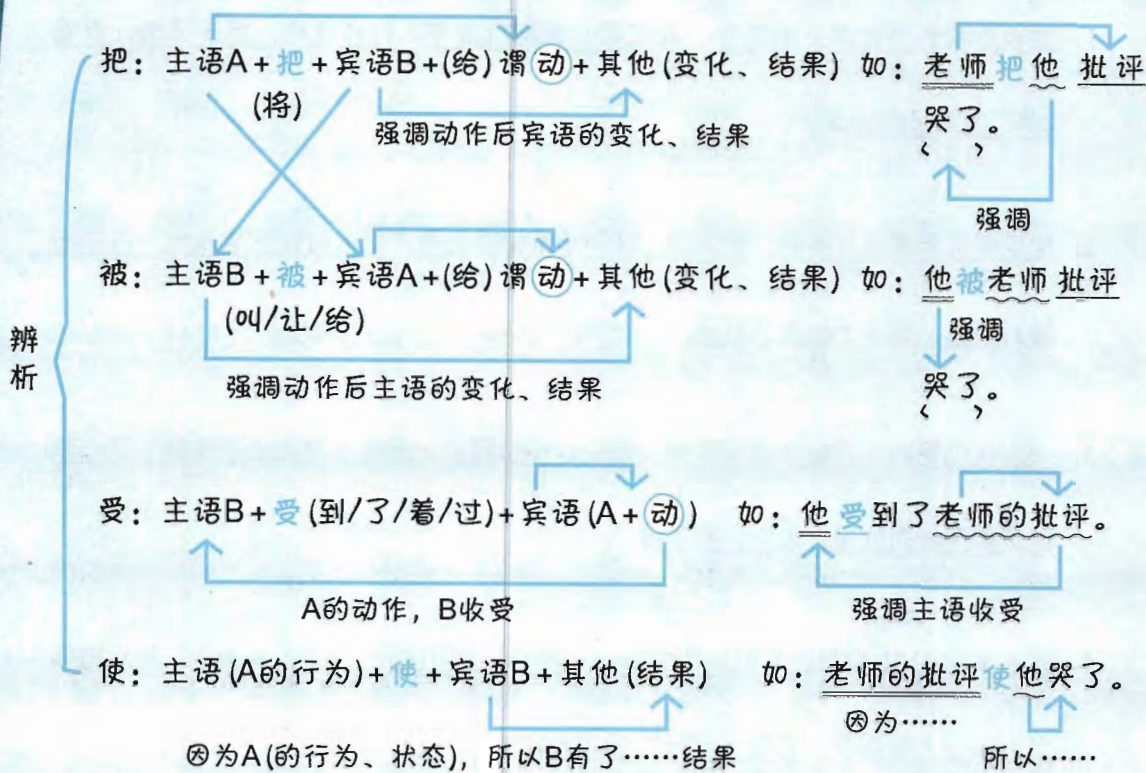 把：主语A+把+宾语B+(给)谓动+其他(变化、结果) 如：老师把他批评
(将)
强调动作后宾语的变化、结果
哭了。
强调
被：主语B+被+宾语A+(给)谓动+其他(变化、结果) 如：他被老师批评
(叫/让/给)
强调
强调动作后主语的变化、结果
哭了。
辨析
受：主语B+受(到/了/着/过)+宾语(A+动) 如：他受到了老师的批评。
A的动作，B收受
强调主语收受
使：主语(A的行为)+使+宾语B+其他(结果) 如：老师的批评使他哭了。
因为……
因为A(的行为、状态)，所以B有了……结果
所以……